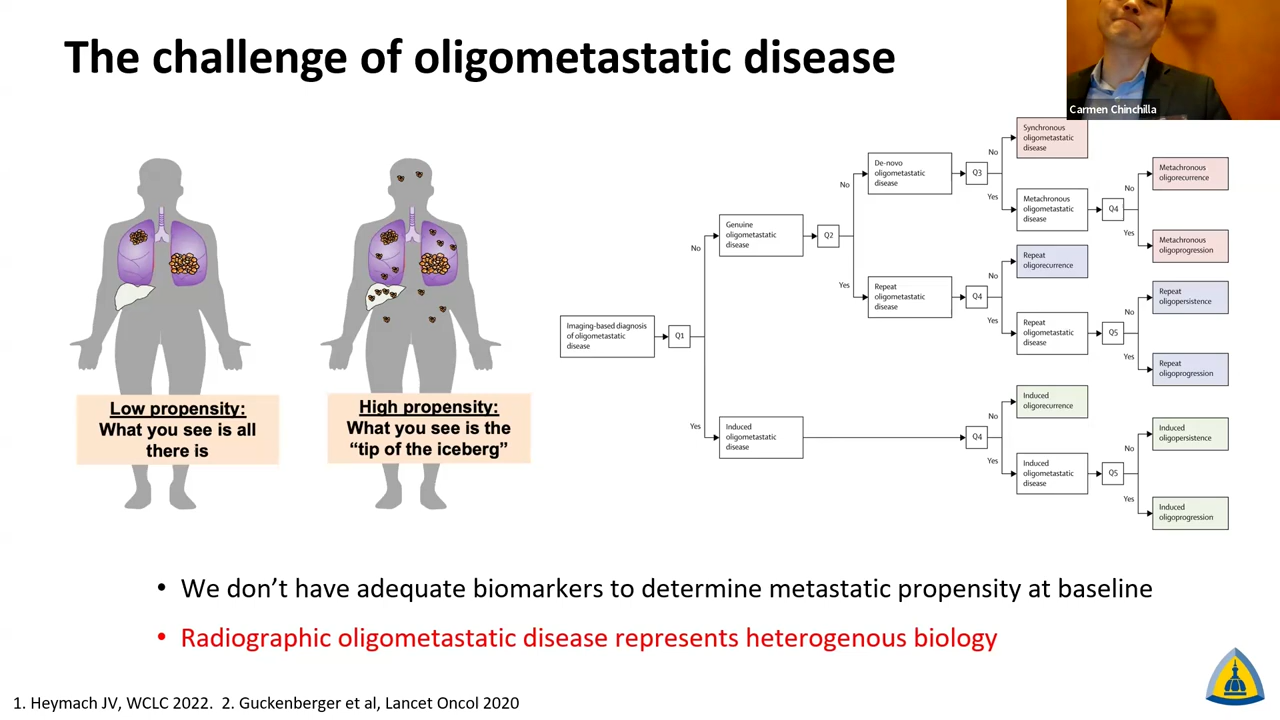 The challenge of oligometastatic disease
Carmen Chinchilla
Low propensity:
What you see is all
there is
High propensity:
What you see is the
“tip of the iceberg”
Imaging-based diagnosis
of oligometastatic
disease
Q1
No
Yes
Genuine
oligometastatic
disease
Q2
No
Yes
De-novo
oligometastatic
disease
Q3
No
Yes
Synchronous
oligometastatic
disease
Metachronous
oligometastatic
disease
Q4
No
Yes
Metachronous
oligorecurrence
Metachronous
oligoprogression
Repeat
oligometastatic
disease
Q4
No
Yes
Repeat
oligorecurrence
Repeat
oligometastatic
disease
Q5
No
Yes
Repeat
oligopersistence
Repeat
oligoprogression
Induced
oligometastatic
disease
Q4
No
Yes
Induced
oligorecurrence
Induced
oligometastatic
disease
Q5
No
Yes
Induced
oligopersistence
Induced
oligoprogression
• We don’t have adequate biomarkers to determine metastatic propensity at baseline
• Radiographic oligometastatic disease represents heterogenous biology
1. Heymach JV, WCLC 2022. 2. Guckenberger et al, Lancet Oncol 2020